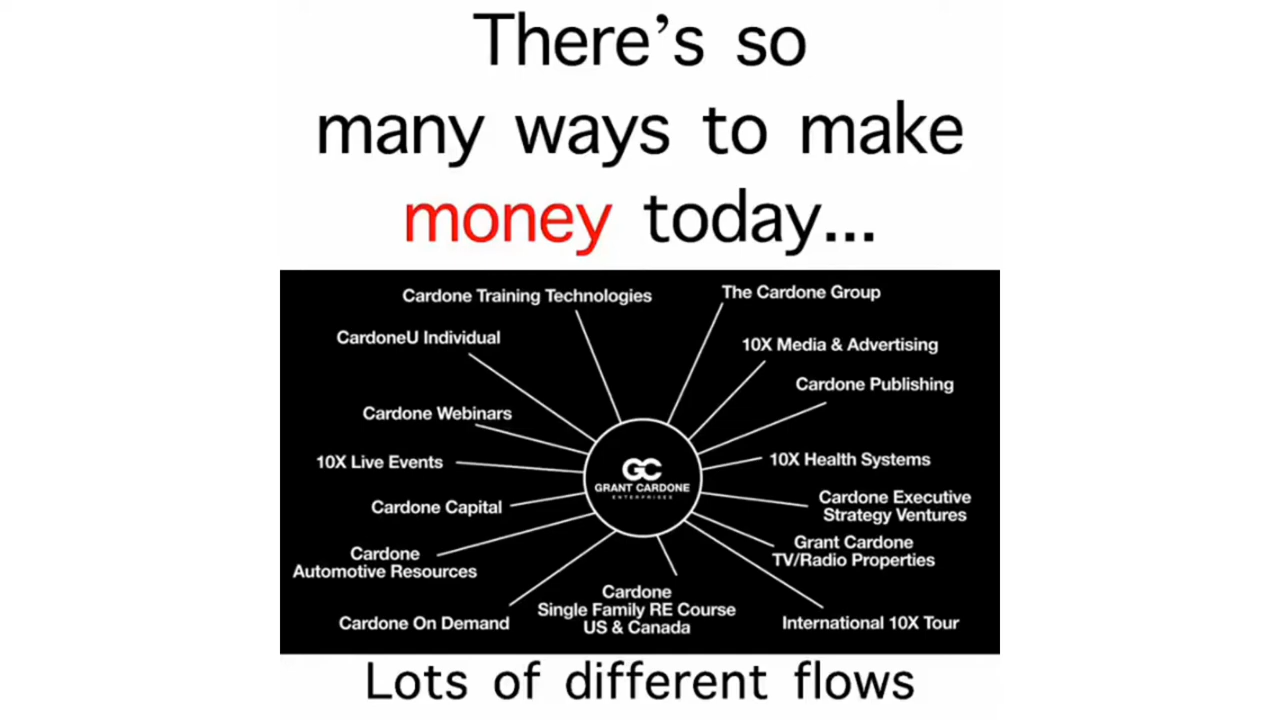 There's so
many ways to make
money today...
Cardone Training Technologies
The Cardone Group
CardoneU Individual
10X Media & Advertising
Cardone Publishing
Cardone Webinars
10X Live Events
10X Health Systems
GC
GRANT CARDONE
ENTERPRISES
Cardone Capital
Cardone Executive
Strategy Ventures
Cardone
Automotive Resources
Grant Cardone
TV/Radio Properties
Cardone On Demand
Cardone
Single Family RE Course
US & Canada
International 10X Tour
Lots of different flows